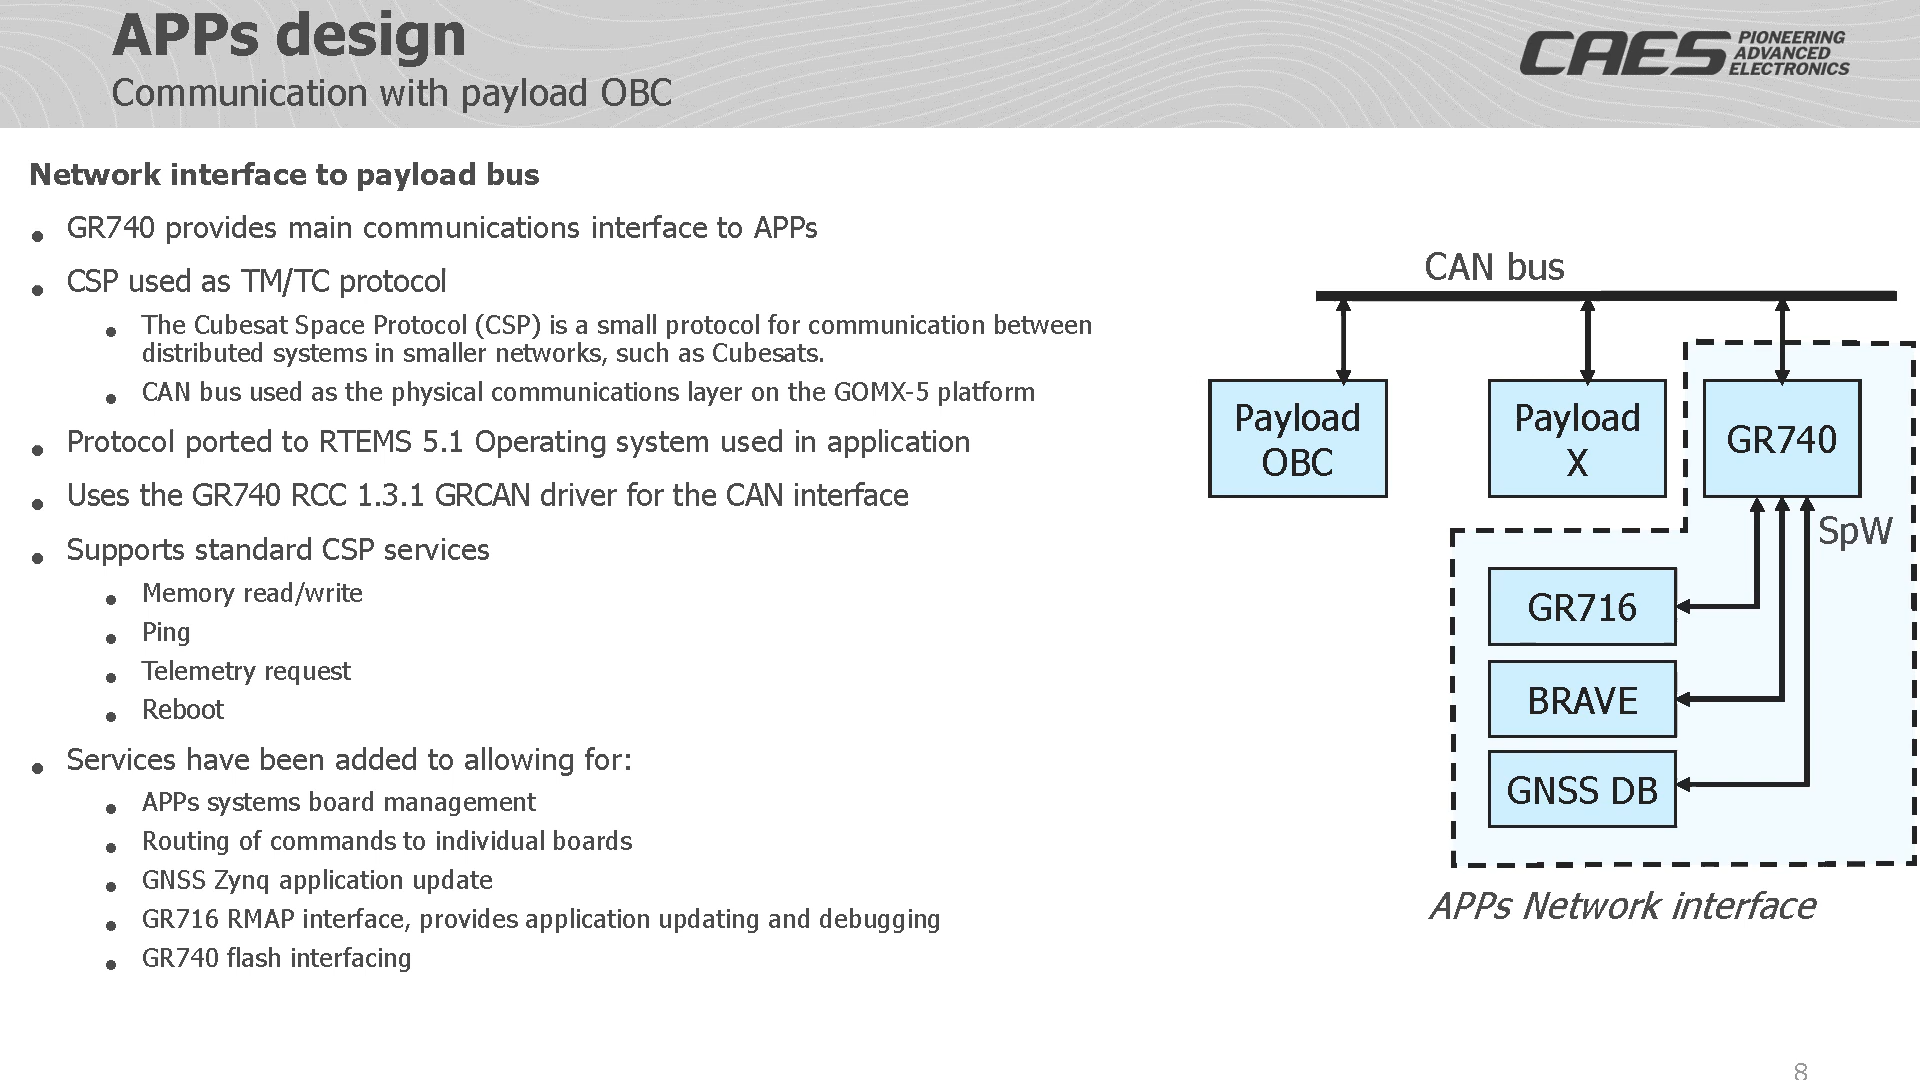 APPs design
Communication with payload OBC
CAES PIONEERING
ADVANCED
ELECTRONICS
Network interface to payload bus
• GR740 provides main communications interface to APPs
• CSP used as TM/TC protocol
• The Cubesat Space Protocol (CSP) is a small protocol for communication between
distributed systems in smaller networks, such as Cubesats.
• CAN bus used as the physical communications layer on the GOMX-5 platform
• Protocol ported to RTEMS 5.1 Operating system used in application
• Uses the GR740 RCC 1.3.1 GRCAN driver for the CAN interface
• Supports standard CSP services
• Memory read/write
• Ping
• Telemetry request
• Reboot
• Services have been added to allowing for:
• APPs systems board management
• Routing of commands to individual boards
• GNSS Zynq application update
• GR716 RMAP interface, provides application updating and debugging
• GR740 flash interfacing
CAN bus
Payload
OBC
Payload
X
GR740
SpW
GR716
BRAVE
GNSS DB
APPs Network interface
8